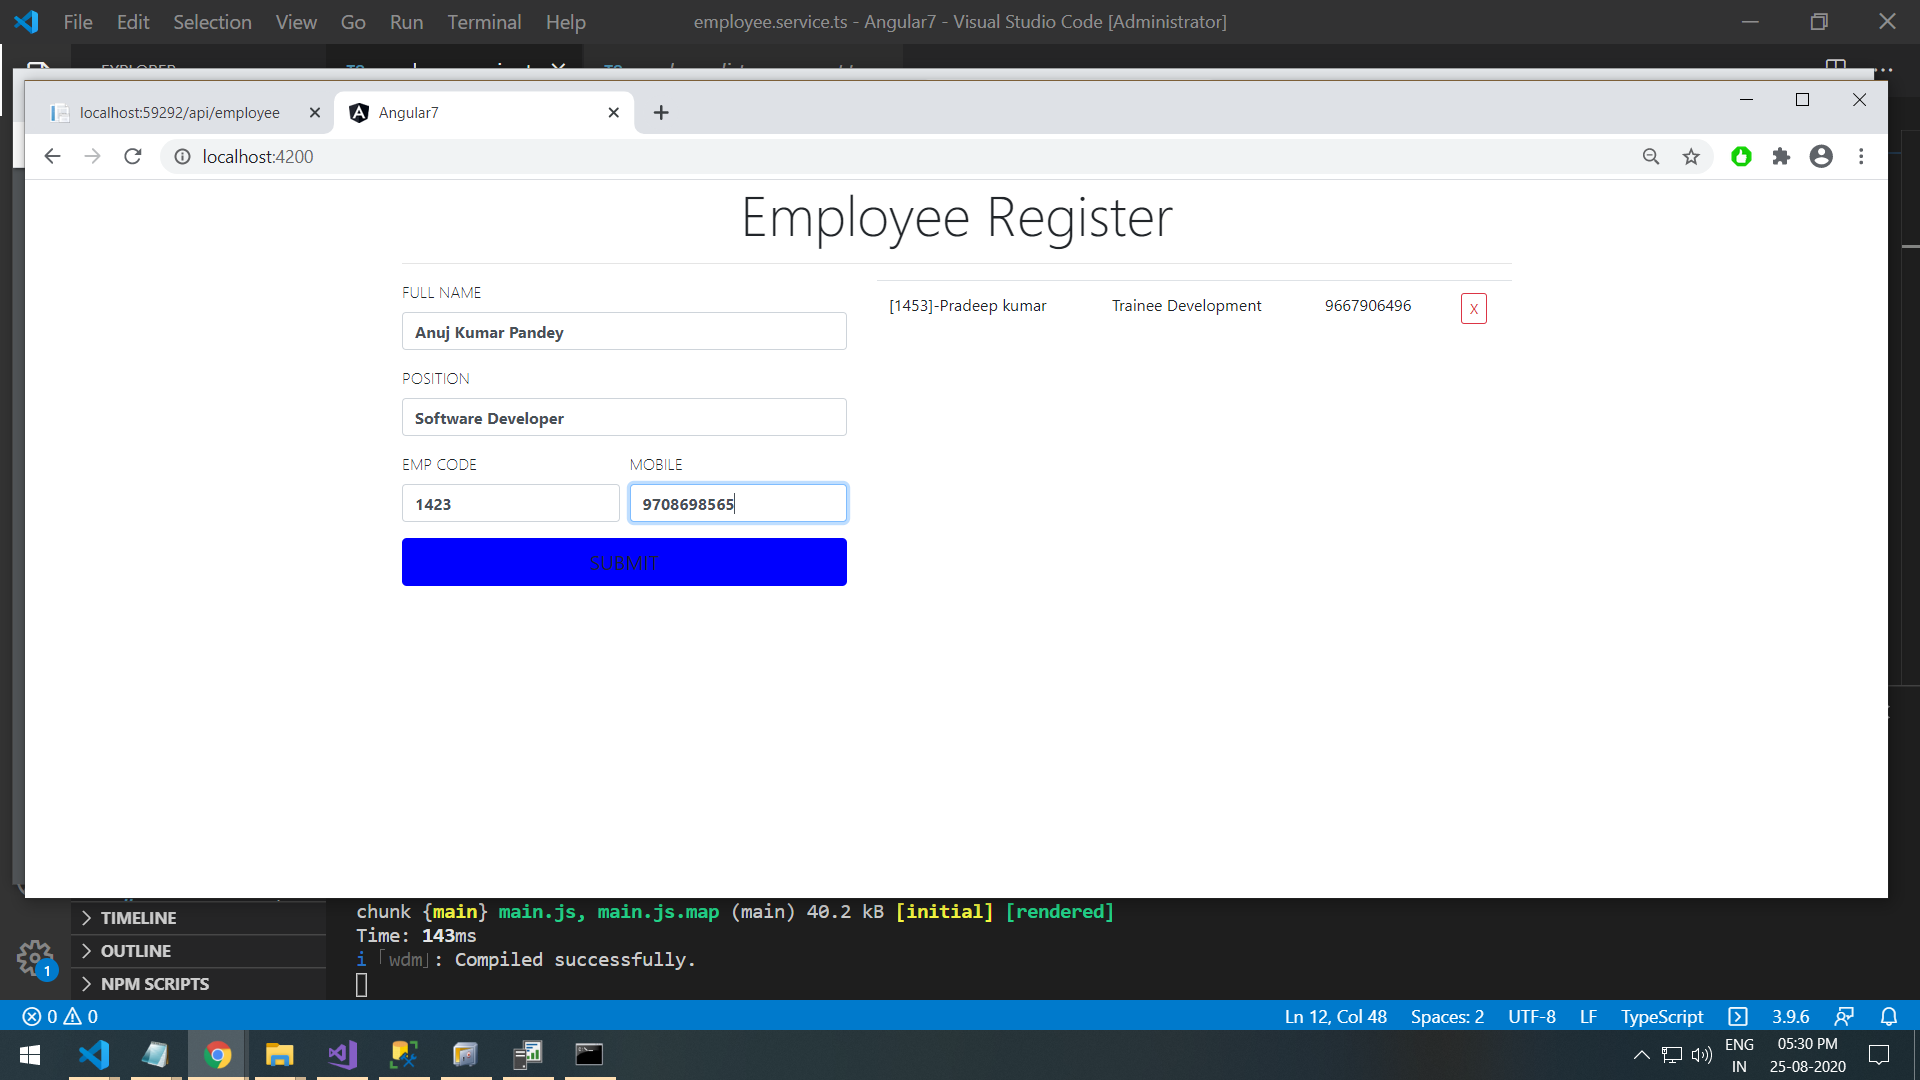 File Edit Selection View Go Run Terminal Help employee.service.ts - Angular7 - Visual Studio Code [Administrator]
localhost:59292/api/employee Angular7
localhost:4200
Employee Register
FULL NAME
Anuj Kumar Pandey
POSITION
Software Developer
EMP CODE MOBILE
1423 9708698565
SUBMIT
[1453]-Pradeep kumar Trainee Development 9667906496 X
TIMELINE
OUTLINE
NPM SCRIPTS
chunk {main} main.js, main.js.map (main) 40.2 kB [initial] [rendered]
Time: 143ms
i 「wdm」: Compiled successfully.
1
0 0 Ln 12, Col 48 Spaces: 2 UTF-8 LF TypeScript 3.9.6
ENG 05:30 PM
IN 25-08-2020